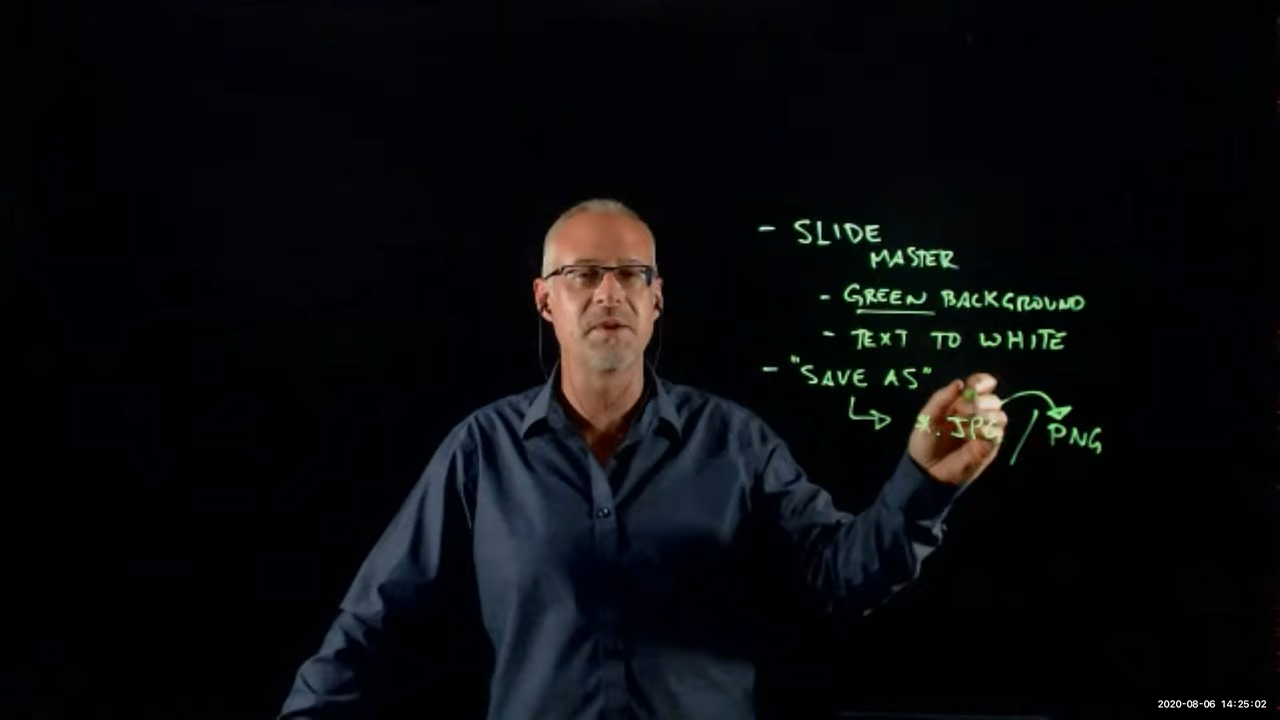 - SLIDE
MASTER
- GREEN BACKGROUND
- TEXT TO WHITE
- "SAVE AS"
↳ *.JPG / PNG
2020-08-06 14:25:02